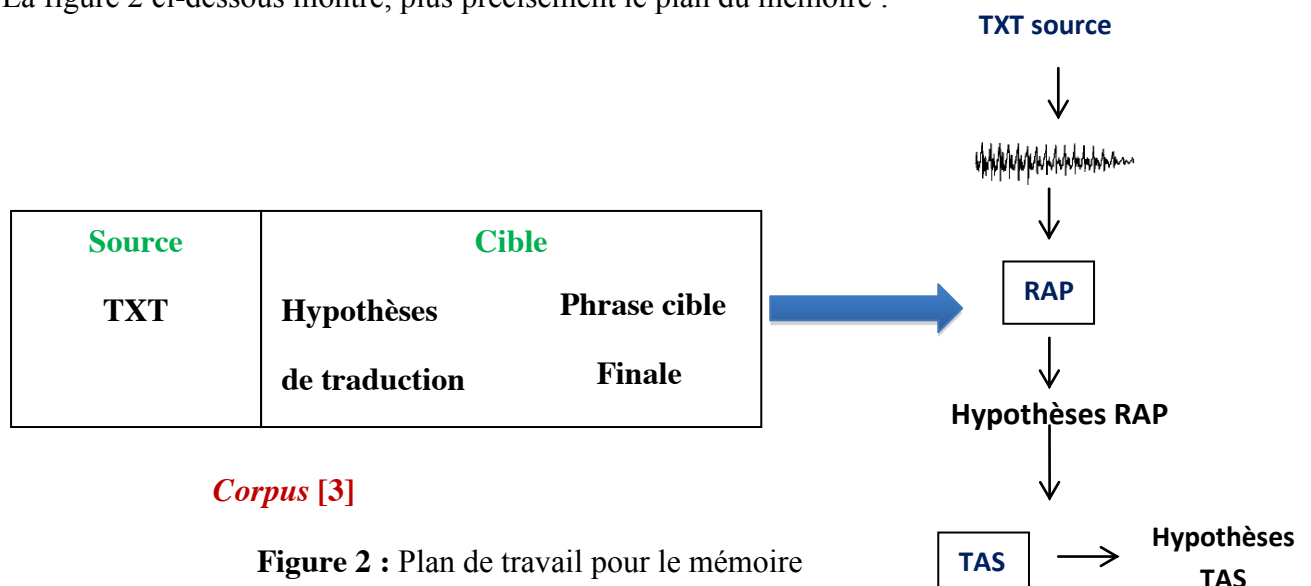 La figure 2 ci-dessous montre, plus précisément le plan du mémoire :
TXT source
Source
Cible
TXT
Hypothèses
de traduction
Phrase cible
Finale
RAP
Hypothèses RAP
Corpus [3]
Figure 2 : Plan de travail pour le mémoire
TAS
Hypothèses
TAS